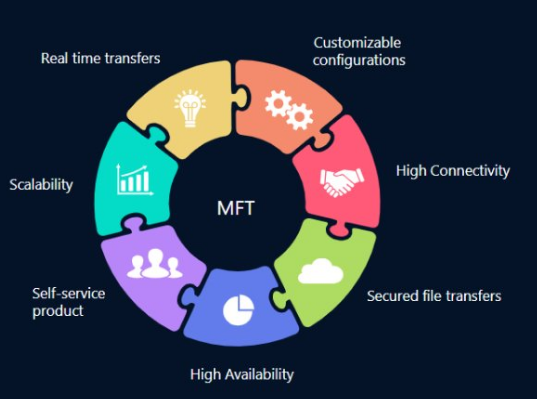 Customizable
configurations
Real time transfers
High Connectivity
Scalability
MFT
Self-service
product
Secured file transfers
High Availability